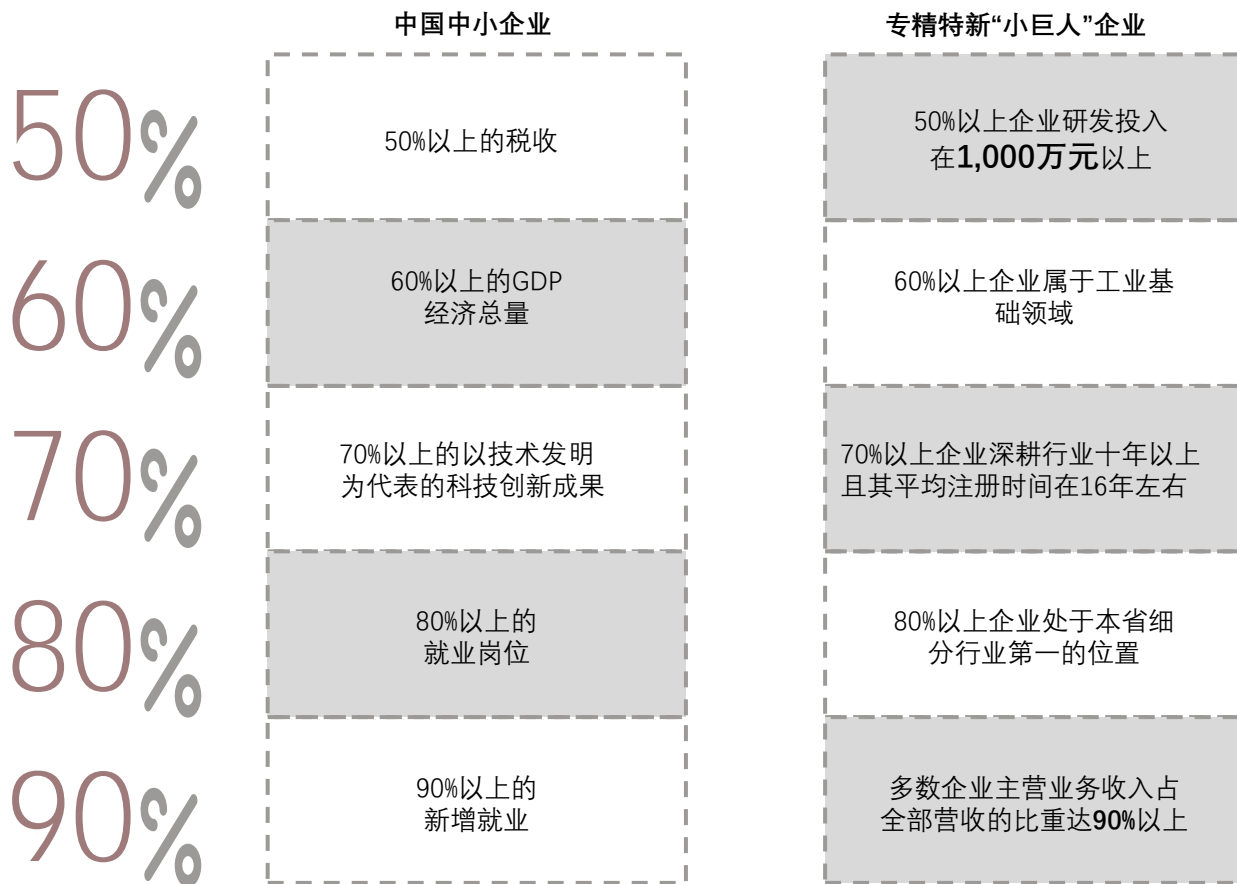 中国中小企业
专精特新“小巨人”企业
50%
50%以上的税收
50%以上企业研发投入
在1,000万元以上
60%
60%以上的GDP
经济总量
60%以上企业属于工业基
础领域
70%
70%以上的以技术发明
为代表的科技创新成果
70%以上企业深耕行业十年以上
且其平均注册时间在16年左右
80%
80%以上的
就业岗位
80%以上企业处于本省细
分行业第一的位置
90%
90%以上的
新增就业
多数企业主营业务收入占
全部营收的比重达90%以上